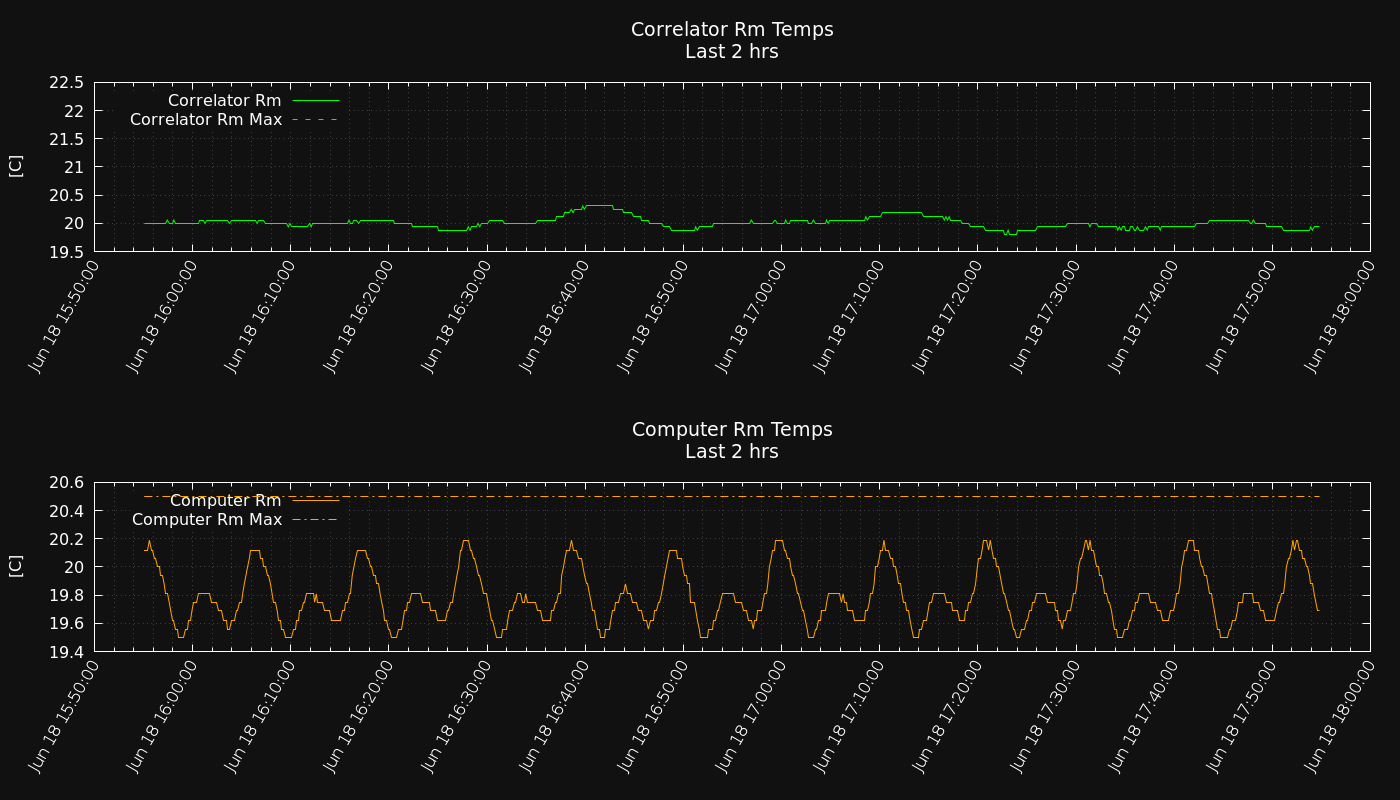 Correlator Rm Temps
Last 2 hrs
22.5
22
21.5
21
20.5
20
19.5
[C]
Correlator Rm
Correlator Rm Max
Jun 18 15:50:00
Jun 18 16:00:00
Jun 18 16:10:00
Jun 18 16:20:00
Jun 18 16:30:00
Jun 18 16:40:00
Jun 18 16:50:00
Jun 18 17:00:00
Jun 18 17:10:00
Jun 18 17:20:00
Jun 18 17:30:00
Jun 18 17:40:00
Jun 18 17:50:00
Jun 18 18:00:00
Computer Rm Temps
Last 2 hrs
20.6
20.4
20.2
20
19.8
19.6
19.4
[C]
Computer Rm
Computer Rm Max
Jun 18 15:50:00
Jun 18 16:00:00
Jun 18 16:10:00
Jun 18 16:20:00
Jun 18 16:30:00
Jun 18 16:40:00
Jun 18 16:50:00
Jun 18 17:00:00
Jun 18 17:10:00
Jun 18 17:20:00
Jun 18 17:30:00
Jun 18 17:40:00
Jun 18 17:50:00
Jun 18 18:00:00